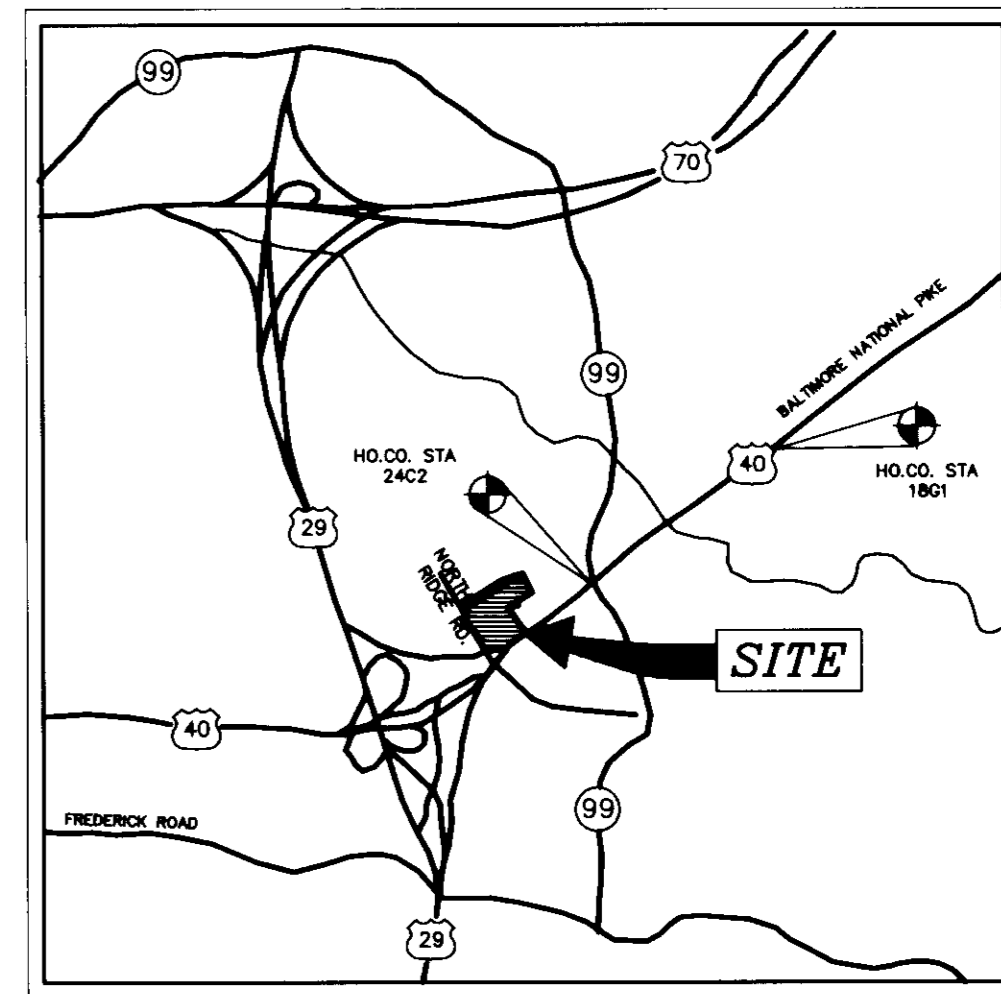 99
70
BALTIMORE NATIONAL PIKE
99
40
HO.CO. STA
18G1
HO.CO. STA
24C2
29
NORTH
RIDGE RD.
SITE
40
99
FREDERICK ROAD
29